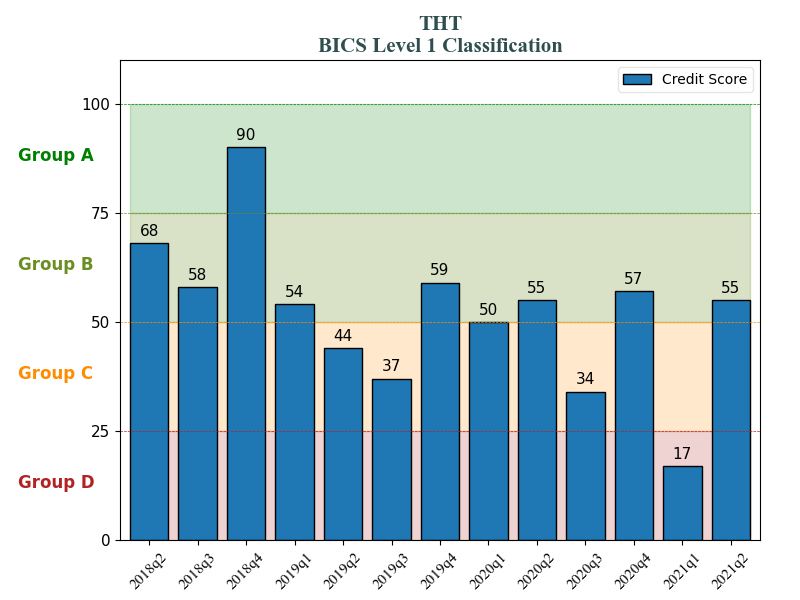 THT
BICS Level 1 Classification
Credit Score
100
75
50
25
0
Group A
Group B
Group C
Group D
68
58
90
54
44
37
59
50
55
34
57
17
55
2018q2
2018q3
2018q4
2019q1
2019q2
2019q3
2019q4
2020q1
2020q2
2020q3
2020q4
2021q1
2021q2